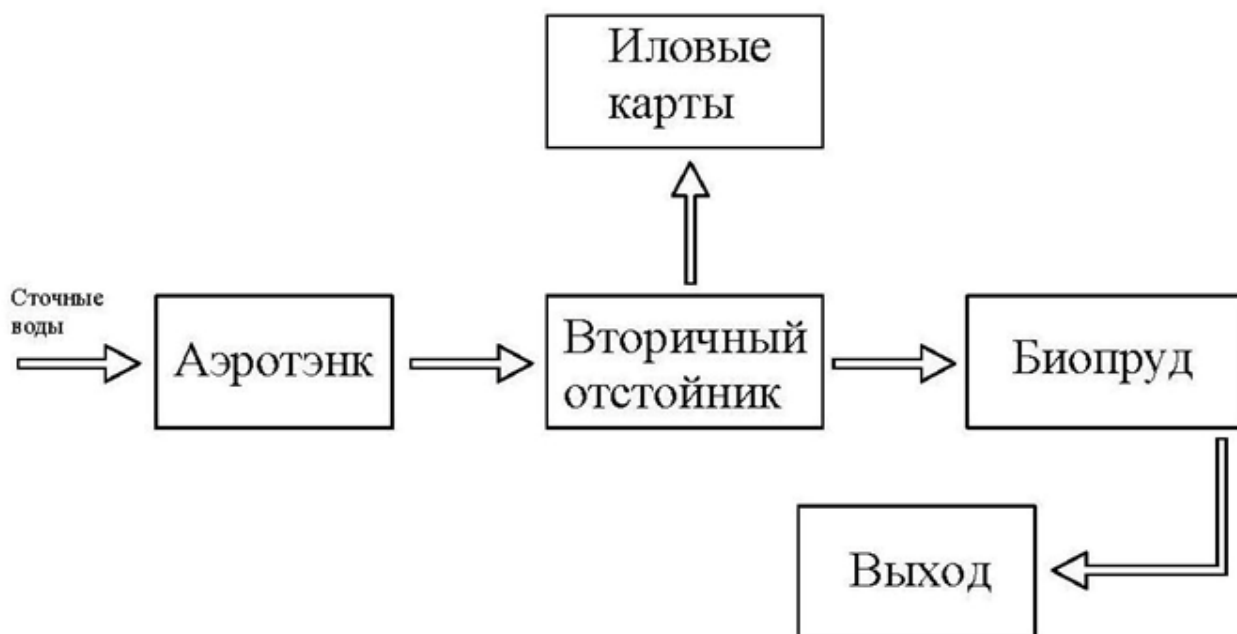 Иловые
карты
Сточные
воды
Аэротэнк
Вторичный
отстойник
Биопруд
Выход